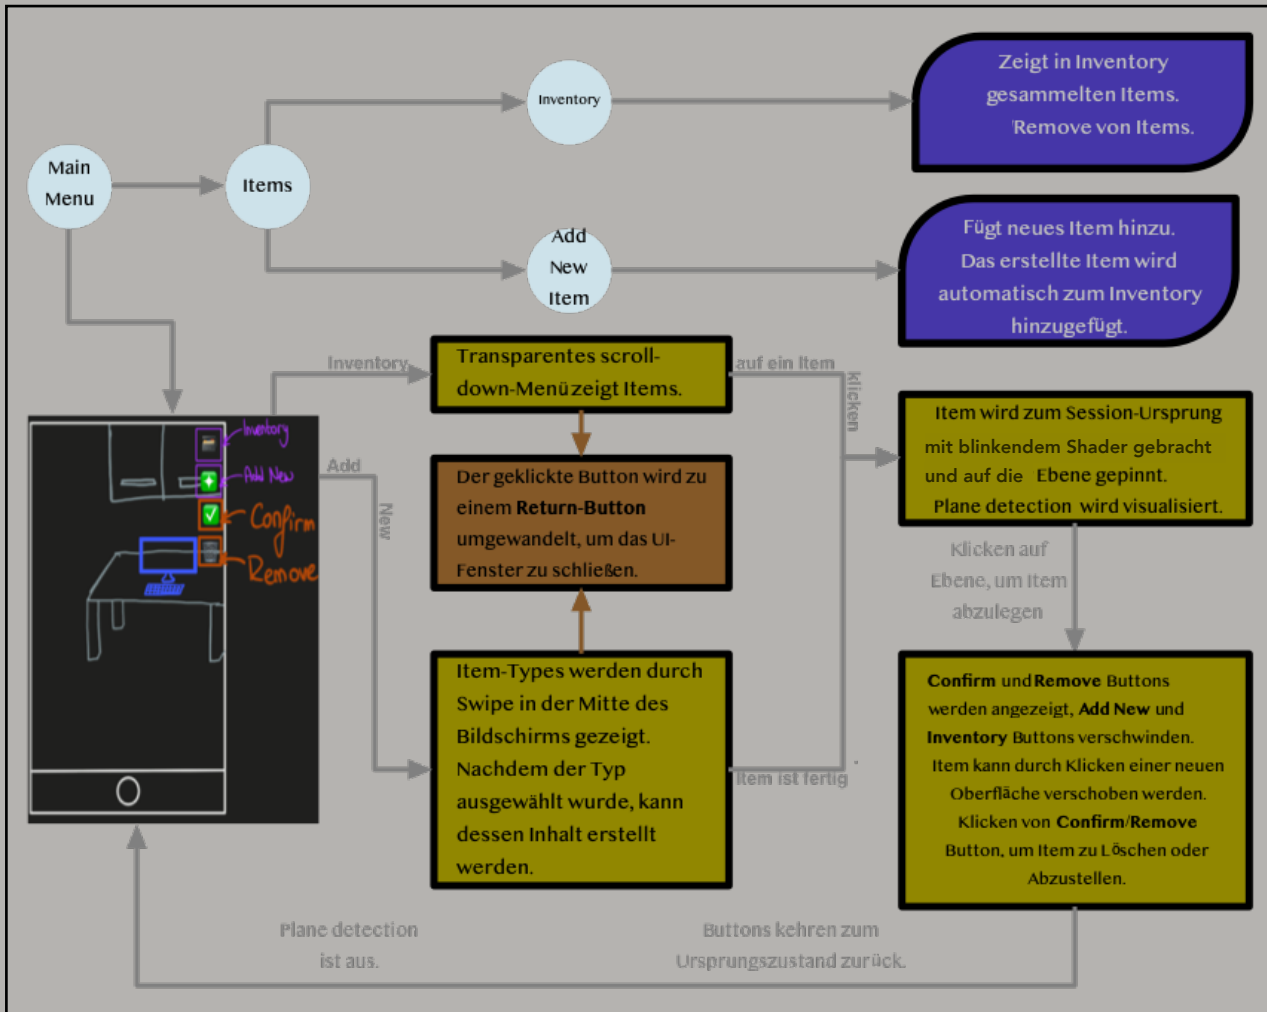 Main
Menu
Items
Inventory
Add
New
Item
Zeigt in Inventory
gesammelten Items.
'Remove von Items.
Fügt neues Item hinzu.
Das erstellte Item wird
automatisch zum Inventory
hinzugefügt.
Inventory
Add New
Confirm
Remove
Inventory
Add
New
Transparentes scroll-
down-Menüzeigt Items.
Der geklickte Button wird zu
einem Return-Button
umgewandelt, um das UI-
Fenster zu schließen.
Item-Types werden durch
Swipe in der Mitte des
Bildschirms gezeigt.
Nachdem der Typ
ausgewählt wurde, kann
dessen Inhalt erstellt
werden.
auf ein Item
klicken
Item ist fertig
Item wird zum Session-Ursprung
mit blinkendem Shader gebracht
und auf die Ebene gepinnt.
Plane detection wird visualisiert.
Klicken auf
Ebene, um Item
abzulegen
Confirm und Remove Buttons
werden angezeigt, Add New und
Inventory Buttons verschwinden.
Item kann durch Klicken einer neuen
Oberfläche verschoben werden.
Klicken von Confirm/Remove
Button, um Item zu Löschen oder
Abzustellen.
Buttons kehren zum
Ursprungszustand zurück.
Plane detection
ist aus.